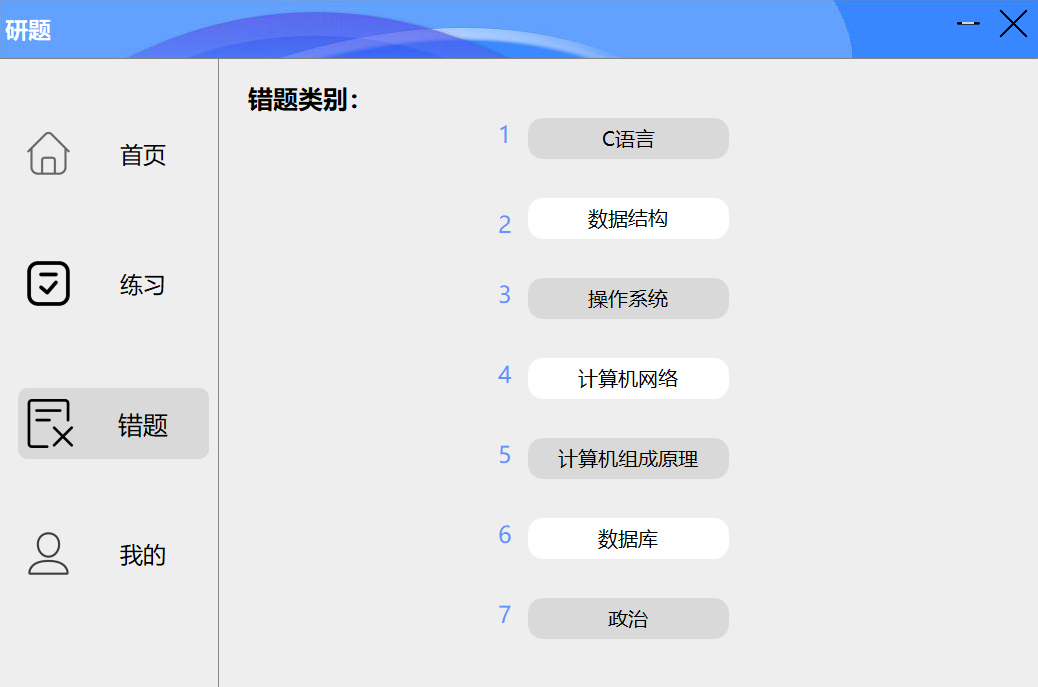 研题
首页
练习
错题
我的
错题类别：
1 C语言
2 数据结构
3 操作系统
4 计算机网络
5 计算机组成原理
6 数据库
7 政治